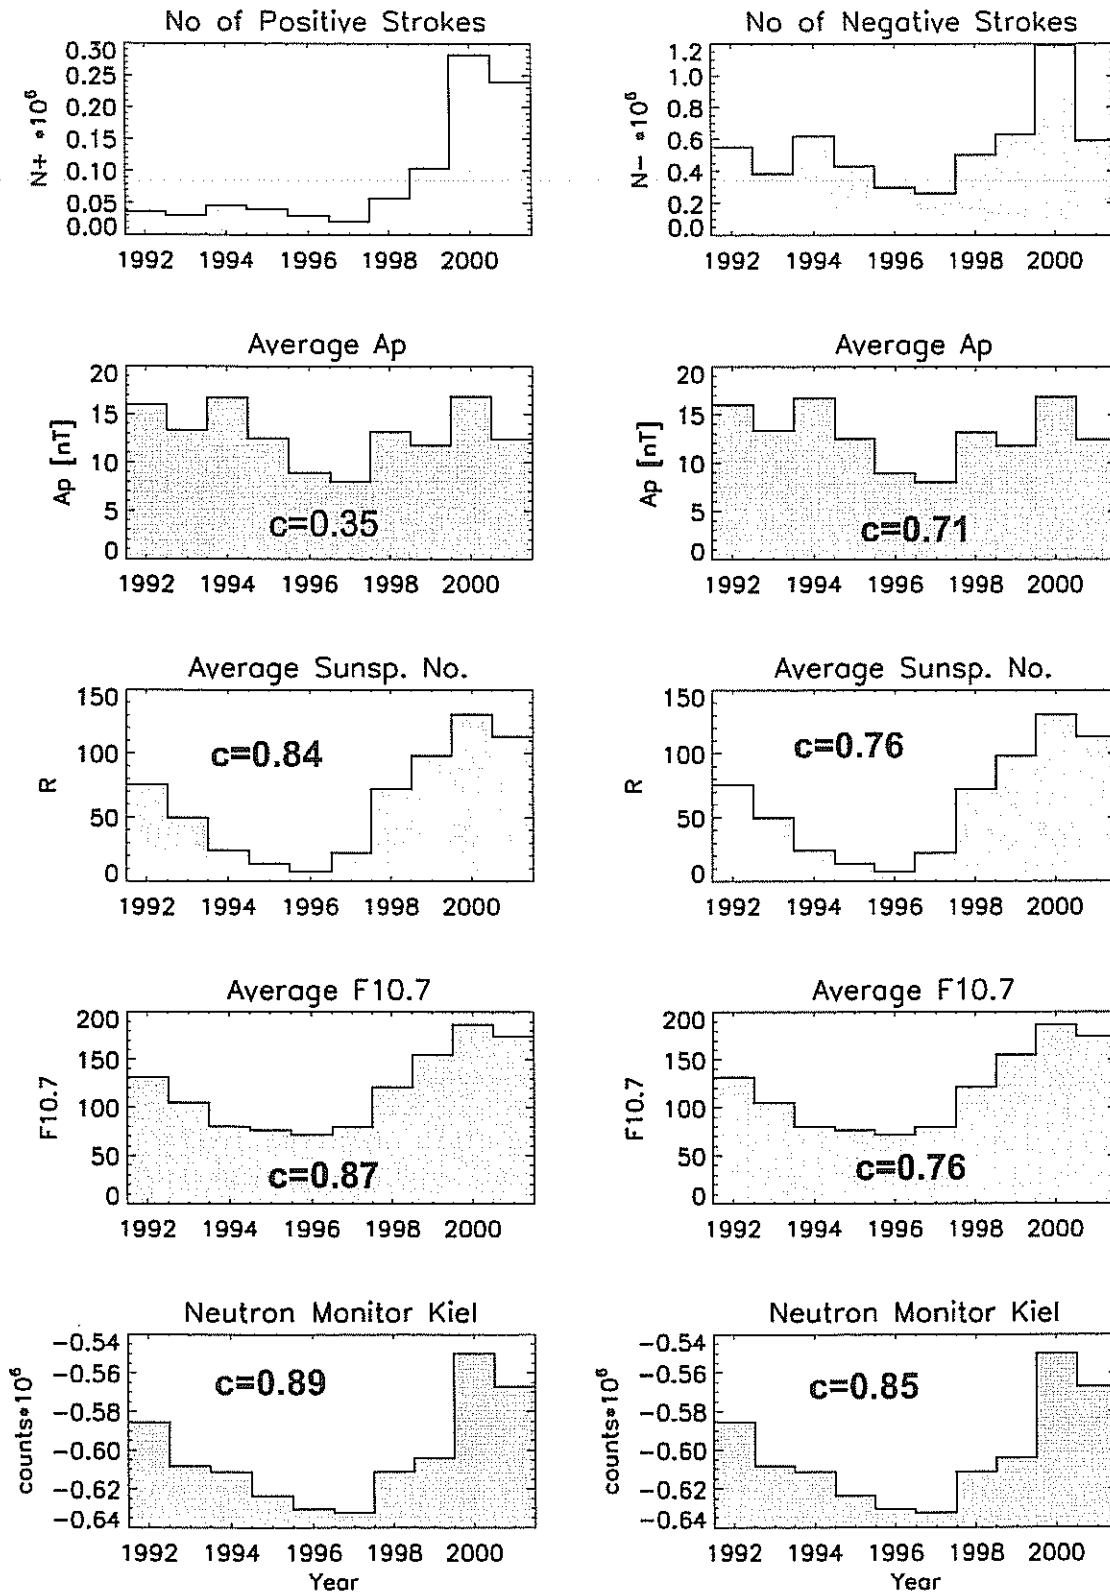 No of Positive Strokes
N+ *10⁶
0.30
0.25
0.20
0.15
0.10
0.05
0.00
1992 1994 1996 1998 2000
No of Negative Strokes
N− *10⁶
1.2
1.0
0.8
0.6
0.4
0.2
0.0
1992 1994 1996 1998 2000
Average Ap
Ap [nT]
20
15
10
5
0
c=0.35
1992 1994 1996 1998 2000
Average Ap
Ap [nT]
20
15
10
5
0
c=0.71
1992 1994 1996 1998 2000
Average Sunsp. No.
R
150
100
50
0
c=0.84
1992 1994 1996 1998 2000
Average Sunsp. No.
R
150
100
50
0
c=0.76
1992 1994 1996 1998 2000
Average F10.7
F10.7
200
150
100
50
0
c=0.87
1992 1994 1996 1998 2000
Average F10.7
F10.7
200
150
100
50
0
c=0.76
1992 1994 1996 1998 2000
Neutron Monitor Kiel
counts*10⁶
−0.54
−0.56
−0.58
−0.60
−0.62
−0.64
c=0.89
1992 1994 1996 1998 2000
Year
Neutron Monitor Kiel
counts*10⁶
−0.54
−0.56
−0.58
−0.60
−0.62
−0.64
c=0.85
1992 1994 1996 1998 2000
Year